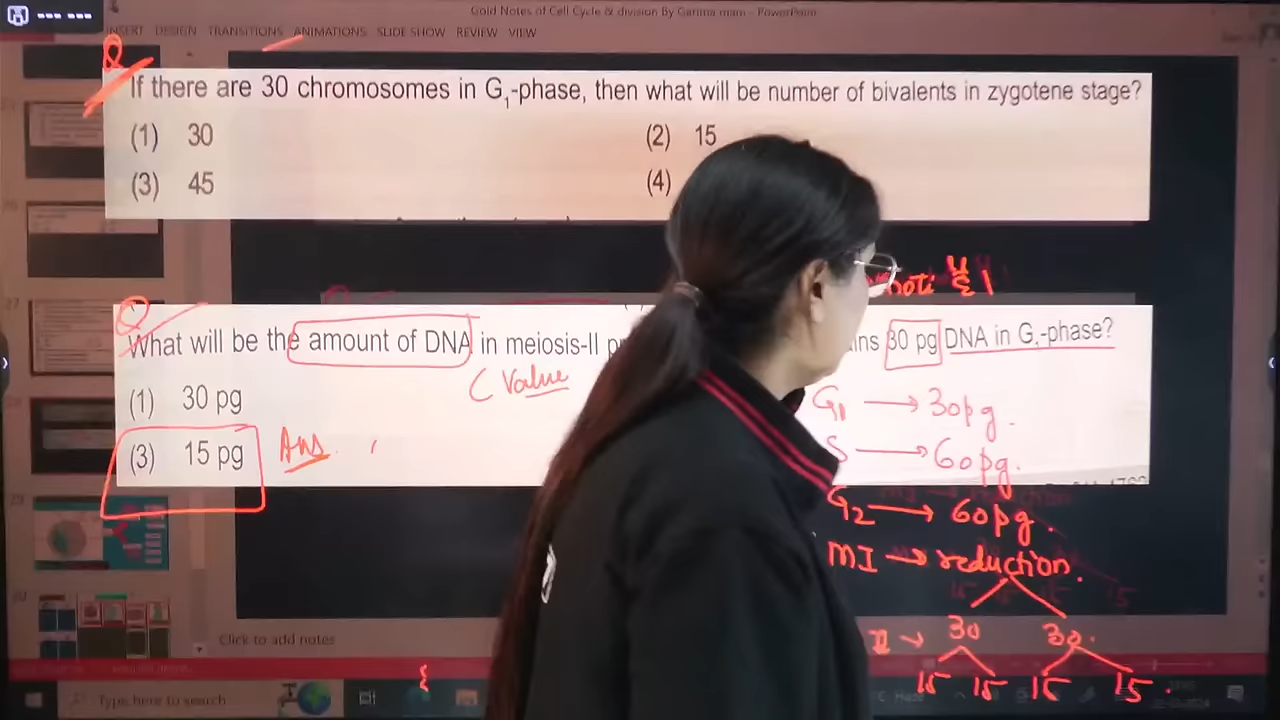 Gold Notes of Cell Cycle & division By Garima mam - PowerPoint
INSERT DESIGN TRANSITIONS ANIMATIONS SLIDE SHOW REVIEW VIEW
Q
If there are 30 chromosomes in G1-phase, then what will be number of bivalents in zygotene stage?
(1) 30 (2) 15
(3) 45 (4)
Q
What will be the amount of DNA in meiosis-II 30 pg DNA in G1-phase?
C Value
(1) 30 pg
(3) 15 pg Ans
G1 → 30pg.
S → 60pg.
G2 → 60pg.
MI → reduction.
II → 30 30.
15 15 15 15.
Click to add notes
Type here to search